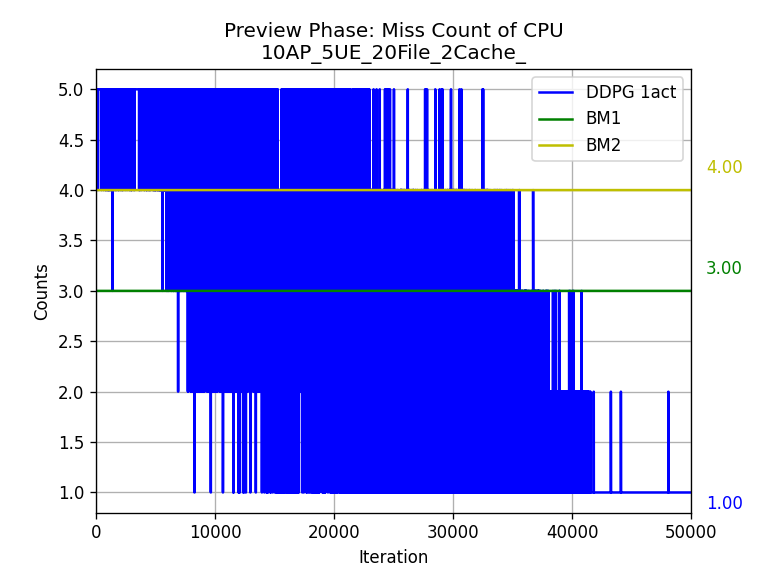 Preview Phase: Miss Count of CPU
10AP_5UE_20File_2Cache_
DDPG 1act
BM1
BM2
5.0
4.5
4.0
3.5
3.0
2.5
2.0
1.5
1.0
Counts
4.00
3.00
1.00
0
10000
20000
30000
40000
50000
Iteration